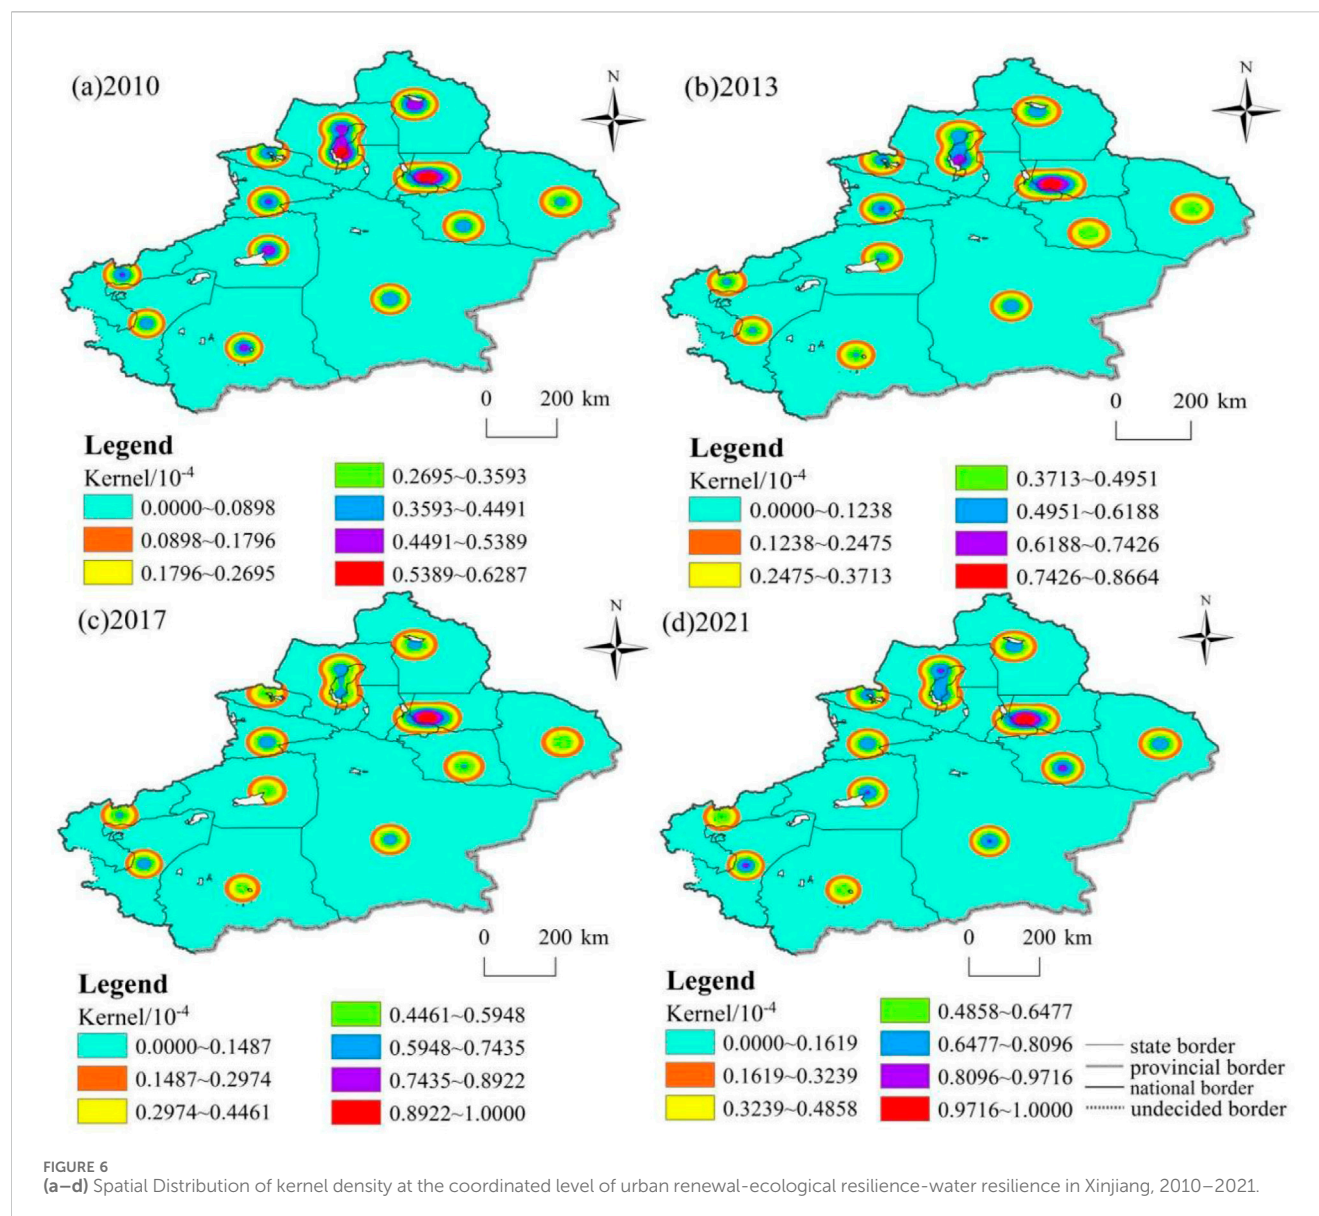 (a)2010
N
0 200 km
Legend
Kernel/10-4
0.0000~0.0898
0.0898~0.1796
0.1796~0.2695
0.2695~0.3593
0.3593~0.4491
0.4491~0.5389
0.5389~0.6287
(b)2013
N
0 200 km
Legend
Kernel/10-4
0.0000~0.1238
0.1238~0.2475
0.2475~0.3713
0.3713~0.4951
0.4951~0.6188
0.6188~0.7426
0.7426~0.8664
(c)2017
N
0 200 km
Legend
Kernel/10-4
0.0000~0.1487
0.1487~0.2974
0.2974~0.4461
0.4461~0.5948
0.5948~0.7435
0.7435~0.8922
0.8922~1.0000
(d)2021
N
0 200 km
Legend
Kernel/10-4
0.0000~0.1619
0.1619~0.3239
0.3239~0.4858
0.4858~0.6477
0.6477~0.8096
0.8096~0.9716
0.9716~1.0000
state border
provincial border
national border
undecided border
FIGURE 6
(a–d) Spatial Distribution of kernel density at the coordinated level of urban renewal-ecological resilience-water resilience in Xinjiang, 2010–2021.